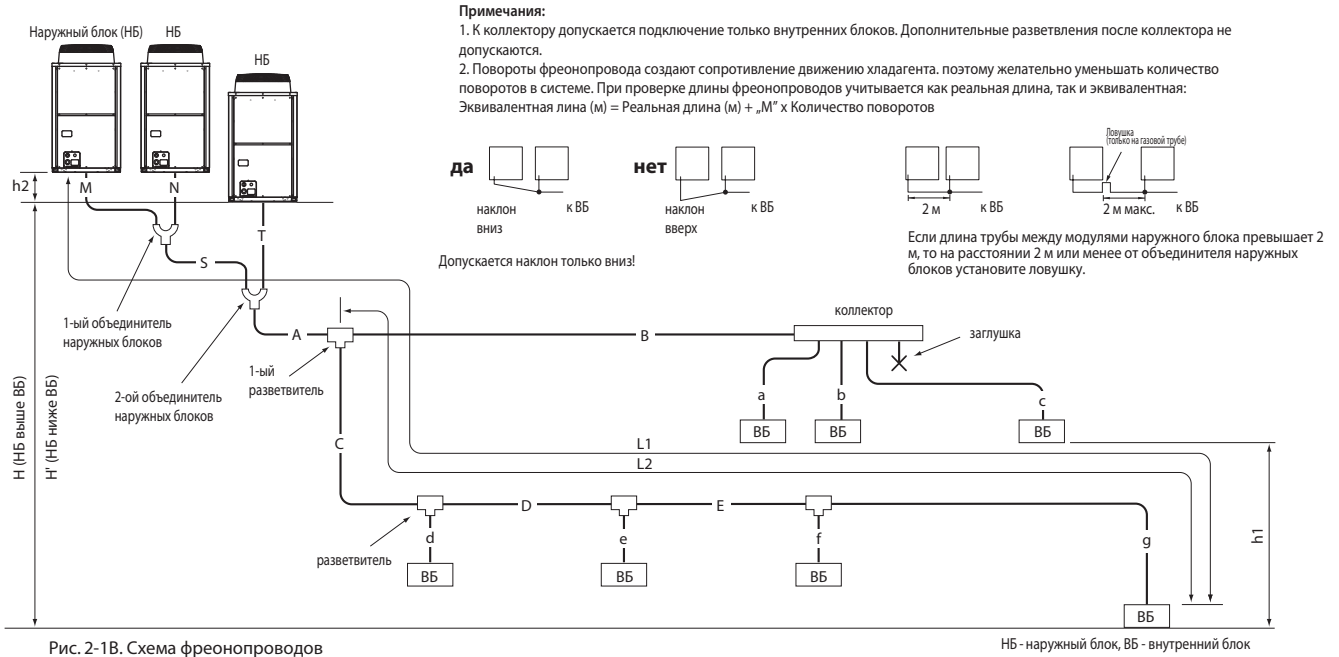 Примечания:
1. К коллектору допускается подключение только внутренних блоков. Дополнительные разветвления после коллектора не
допускаются.
2. Повороты фреонопровода создают сопротивление движению хладагента. поэтому желательно уменьшать количество
поворотов в системе. При проверке длины фреонопроводов учитывается как реальная длина, так и эквивалентная:
Эквивалентная лина (м) = Реальная длина (м) + „М" х Количество поворотов
Наружный блок (НБ)
НБ
НБ
h2
M
N
T
S
да
наклон
вниз
к ВБ
нет
наклон
вверх
к ВБ
Допускается наклон только вниз!
2 м
к ВБ
Ловушка
(только на газовой трубе)
2 м макс.
к ВБ
Если длина трубы между модулями наружного блока превышает 2
м, то на расстоянии 2 м или менее от объединителя наружных
блоков установите ловушку.
1-ый объединитель
наружных блоков
2-ой объединитель
наружных блоков
A
1-ый
разветвитель
B
коллектор
заглушка
a
b
c
ВБ
ВБ
ВБ
H (НБ выше ВБ)
H' (НБ ниже ВБ)
C
L1
L2
h1
разветвитель
D
E
d
e
f
g
ВБ
ВБ
ВБ
ВБ
Рис. 2-1В. Схема фреонопроводов
НБ - наружный блок, ВБ - внутренний блок